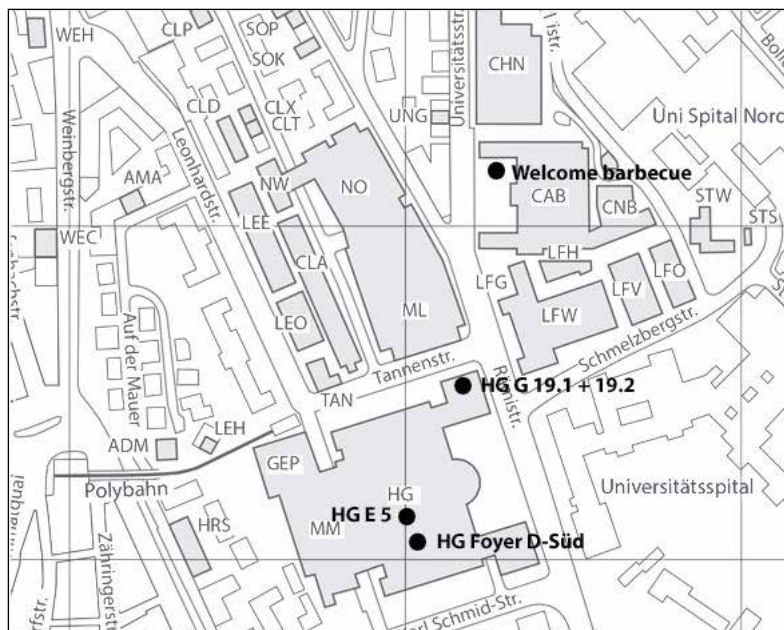 WEH
CLP
SOP
SOK
CHN
Universitätsstr.
UNG
CLD
CLX
CLT
Weinbergstr.
Leonhardstr.
Uni Spital Nord
Welcome barbecue
AMA
NW
NO
CAB
CNB
STW
STS
WEC
LEE
CLA
LFH
LFG
LFO
LFV
LEO
ML
LFW
Schmelzbergstr.
Auf der Mauer
Tannenstr.
TAN
HG G 19.1 + 19.2
LEH
ADM
GEP
Polybahn
HG
Universitätsspital
HG E 5
MM
HRS
HG Foyer D-Süd
Zähringerstr.